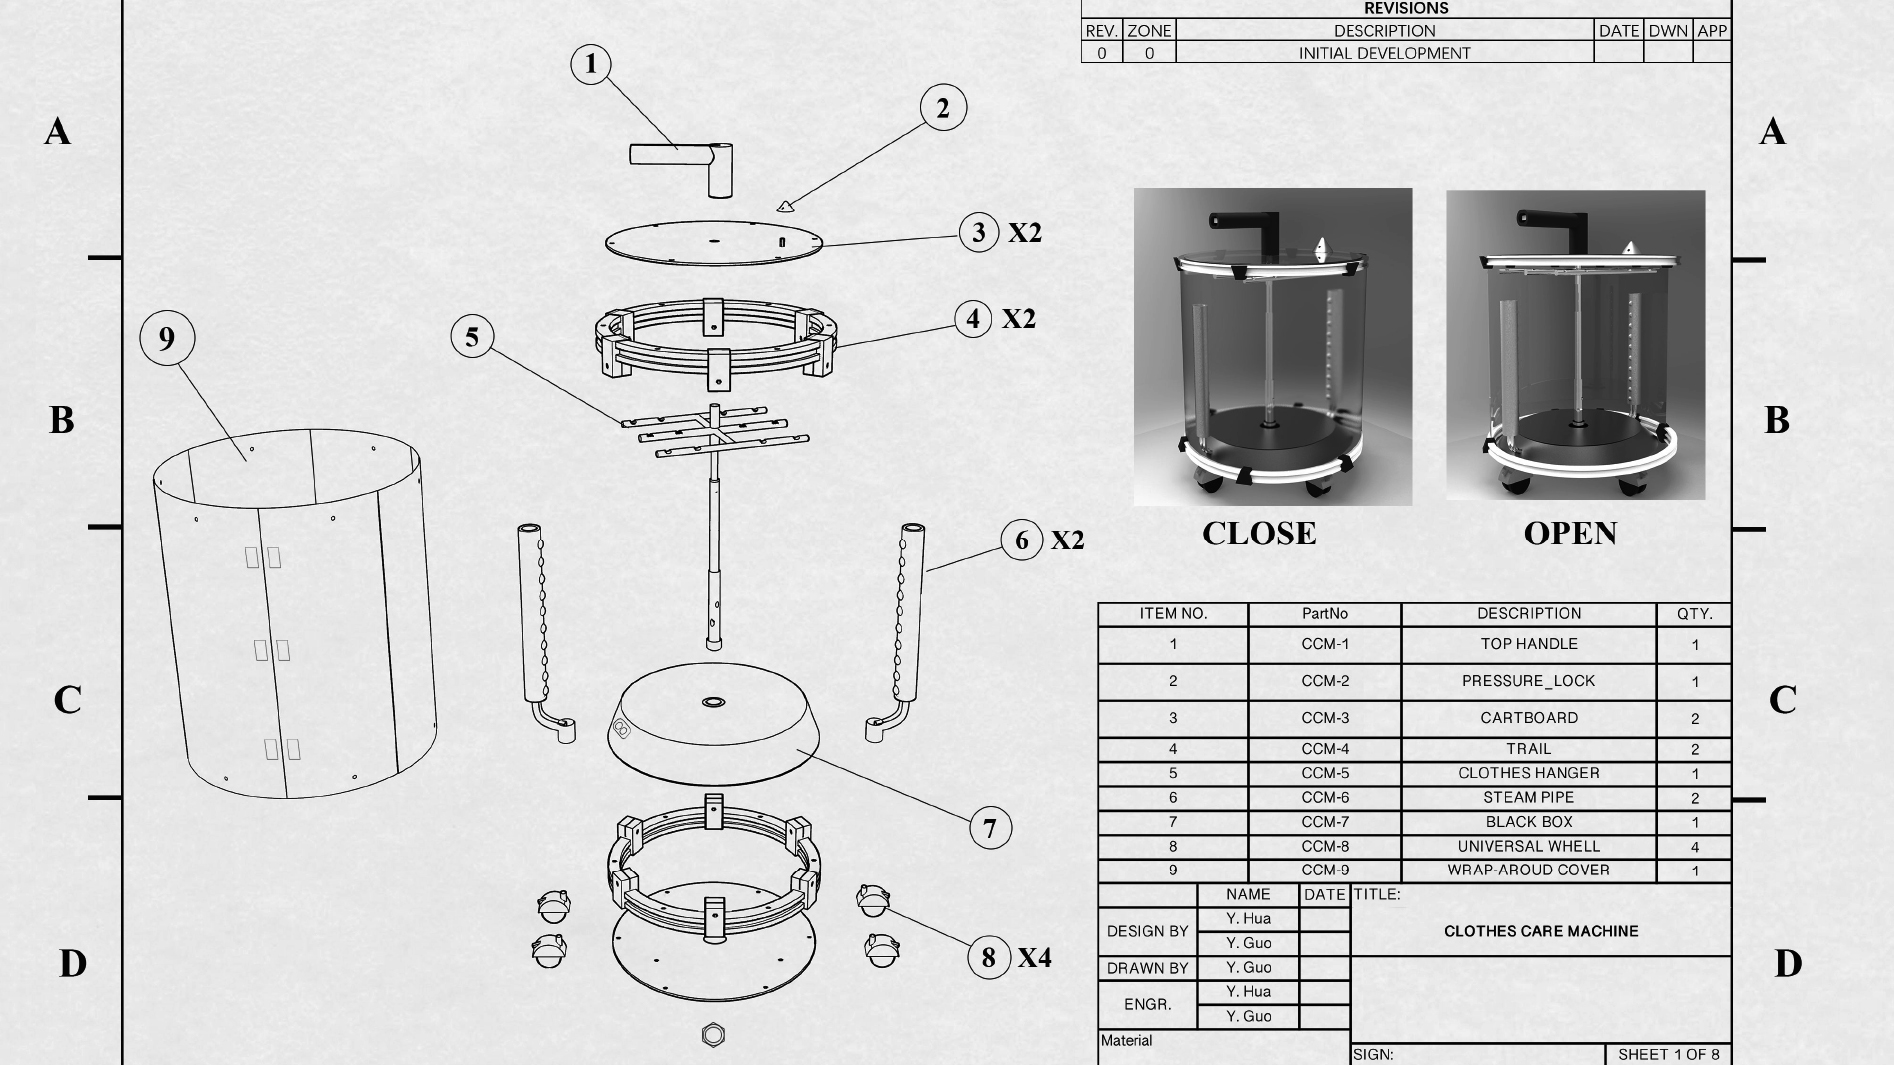 REVISIONS
REV. ZONE DESCRIPTION DATE DWN APP
0 0 INITIAL DEVELOPMENT
A
B
C
D
1
2
3 X2
4 X2
5
6 X2
7
8 X4
9
A
B
C
D
CLOSE
OPEN
ITEM NO. PartNo DESCRIPTION QTY.
1 CCM-1 TOP HANDLE 1
2 CCM-2 PRESSURE_LOCK 1
3 CCM-3 CARTBOARD 2
4 CCM-4 TRAIL 2
5 CCM-5 CLOTHES HANGER 1
6 CCM-6 STEAM PIPE 2
7 CCM-7 BLACK BOX 1
8 CCM-8 UNIVERSAL WHELL 4
9 CCM-9 WRAP-AROUD COVER 1
NAME DATE
DESIGN BY
Y. Hua
Y. Guo
DRAWN BY Y. Guo
ENGR.
Y. Hua
Y. Guo
Material
TITLE:
CLOTHES CARE MACHINE
SIGN:
SHEET 1 OF 8